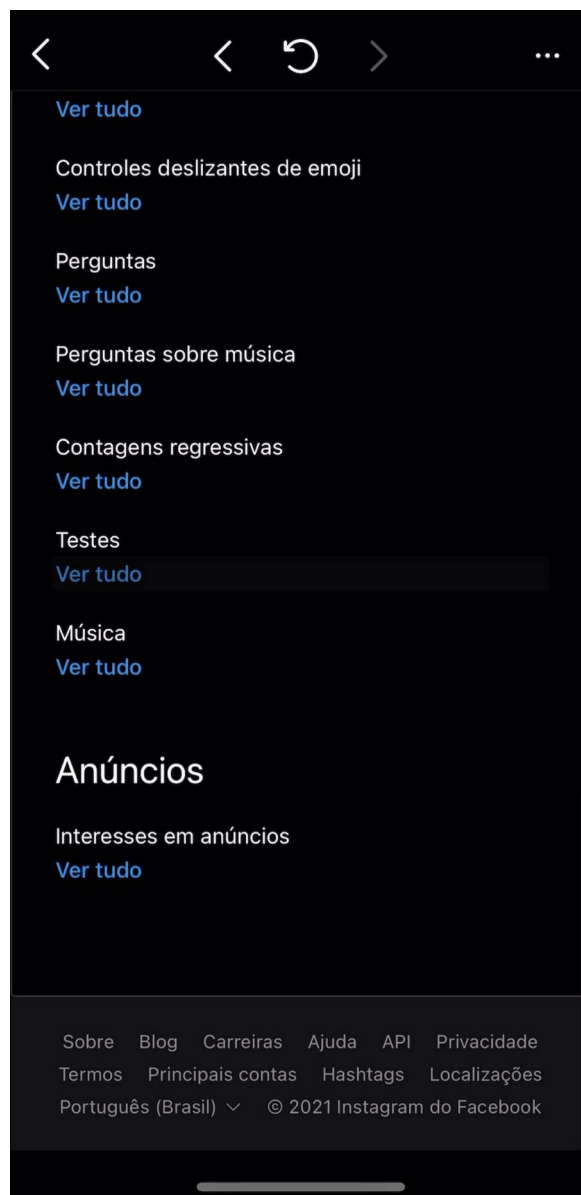 Ver tudo
Controles deslizantes de emoji
Ver tudo
Perguntas
Ver tudo
Perguntas sobre música
Ver tudo
Contagens regressivas
Ver tudo
Testes
Ver tudo
Música
Ver tudo
Anúncios
Interesses em anúncios
Ver tudo
Sobre Blog Carreiras Ajuda API Privacidade
Termos Principais contas Hashtags Localizações
Português (Brasil) © 2021 Instagram do Facebook